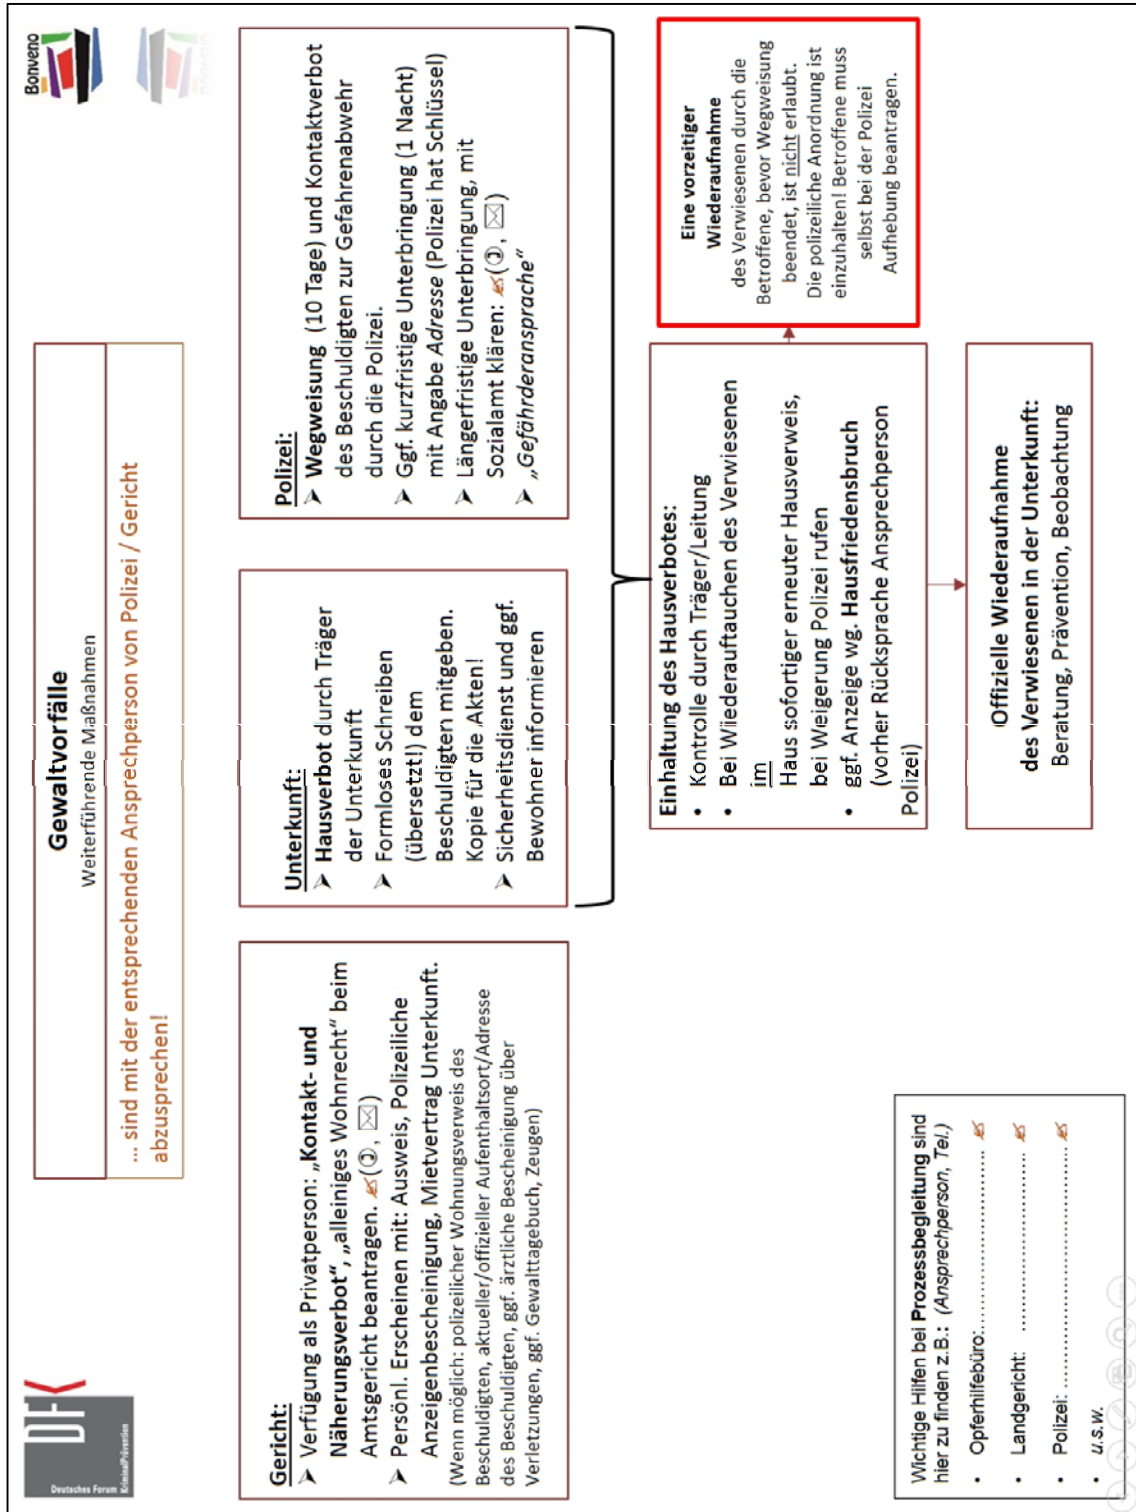 DFK
Deutsches Forum
KriminalPrävention
Gewaltvorfälle
Weiterführende Maßnahmen
... sind mit der entsprechenden Ansprechperson von Polizei / Gericht
abzusprechen!
Bonveno
Gericht:
➢ Verfügung als Privatperson: „Kontakt- und
Näherungsverbot“, „alleiniges Wohnrecht“ beim
Amtsgericht beantragen. ✍(✆, ✉)
➢ Persönl. Erscheinen mit: Ausweis, Polizeiliche
Anzeigenbescheinigung, Mietvertrag Unterkunft.
(Wenn möglich: polizeilicher Wohnungsverweis des
Beschuldigten, aktueller/offizieller Aufenthaltsort/Adresse
des Beschuldigten, ggf. ärztliche Bescheinigung über
Verletzungen, ggf. Gewalttagebuch, Zeugen)
Unterkunft:
➢ Hausverbot durch Träger
der Unterkunft
➢ Formloses Schreiben
(übersetzt!) dem
Beschuldigten mitgeben.
Kopie für die Akten!
➢ Sicherheitsdienst und ggf.
Bewohner informieren
Polizei:
➢ Wegweisung (10 Tage) und Kontaktverbot
des Beschuldigten zur Gefahrenabwehr
durch die Polizei.
➢ Ggf. kurzfristige Unterbringung (1 Nacht)
mit Angabe Adresse (Polizei hat Schlüssel)
➢ Längerfristige Unterbringung, mit
Sozialamt klären: ✍(✆, ✉)
➢ „Gefährderansprache“
Einhaltung des Hausverbotes:
• Kontrolle durch Träger/Leitung
• Bei Wiederauftauchen des Verwiesenen
im
Haus sofortiger erneuter Hausverweis,
bei Weigerung Polizei rufen
• ggf. Anzeige wg. Hausfriedensbruch
(vorher Rücksprache Ansprechperson
Polizei)
Eine vorzeitiger
Wiederaufnahme
des Verwiesenen durch die
Betroffene, bevor Wegweisung
beendet, ist nicht erlaubt.
Die polizeiliche Anordnung ist
einzuhalten! Betroffene muss
selbst bei der Polizei
Aufhebung beantragen.
Offizielle Wiederaufnahme
des Verwiesenen in der Unterkunft:
Beratung, Prävention, Beobachtung
Wichtige Hilfen bei Prozessbegleitung sind
hier zu finden z.B.: (Ansprechperson, Tel.)
• Opferhilfebüro:................................ ✍
• Landgericht: ................................ ✍
• Polizei: ........................................ ✍
• u.s.w.